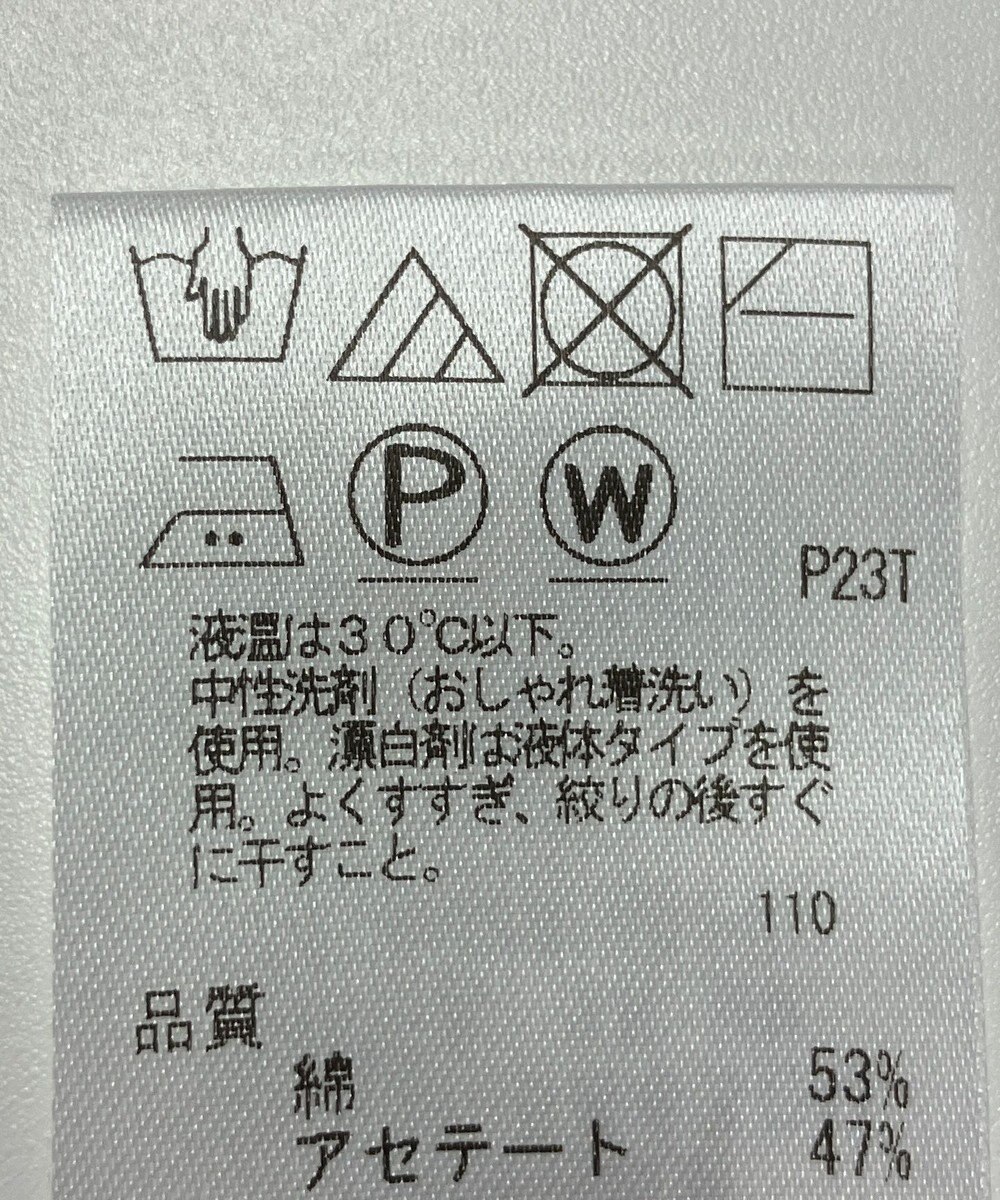 P
W
P23T
液温は30℃以下。
中性洗剤(おしゃれ着洗い)を
使用。漂白剤は液体タイプを使
用。よくすすぎ、絞りの後すぐ
に干すこと。
110
品質
綿 53%
アセテート 47%